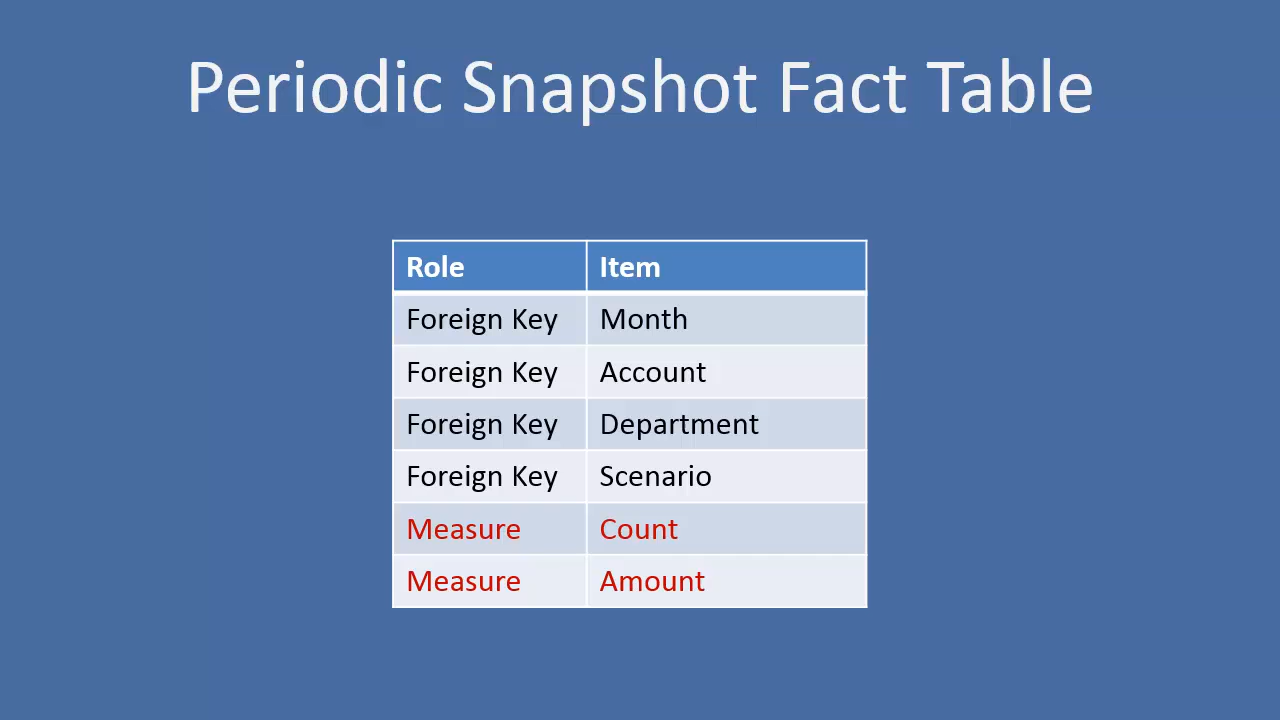 Periodic Snapshot Fact Table
Role Item
Foreign Key Month
Foreign Key Account
Foreign Key Department
Foreign Key Scenario
Measure Count
Measure Amount